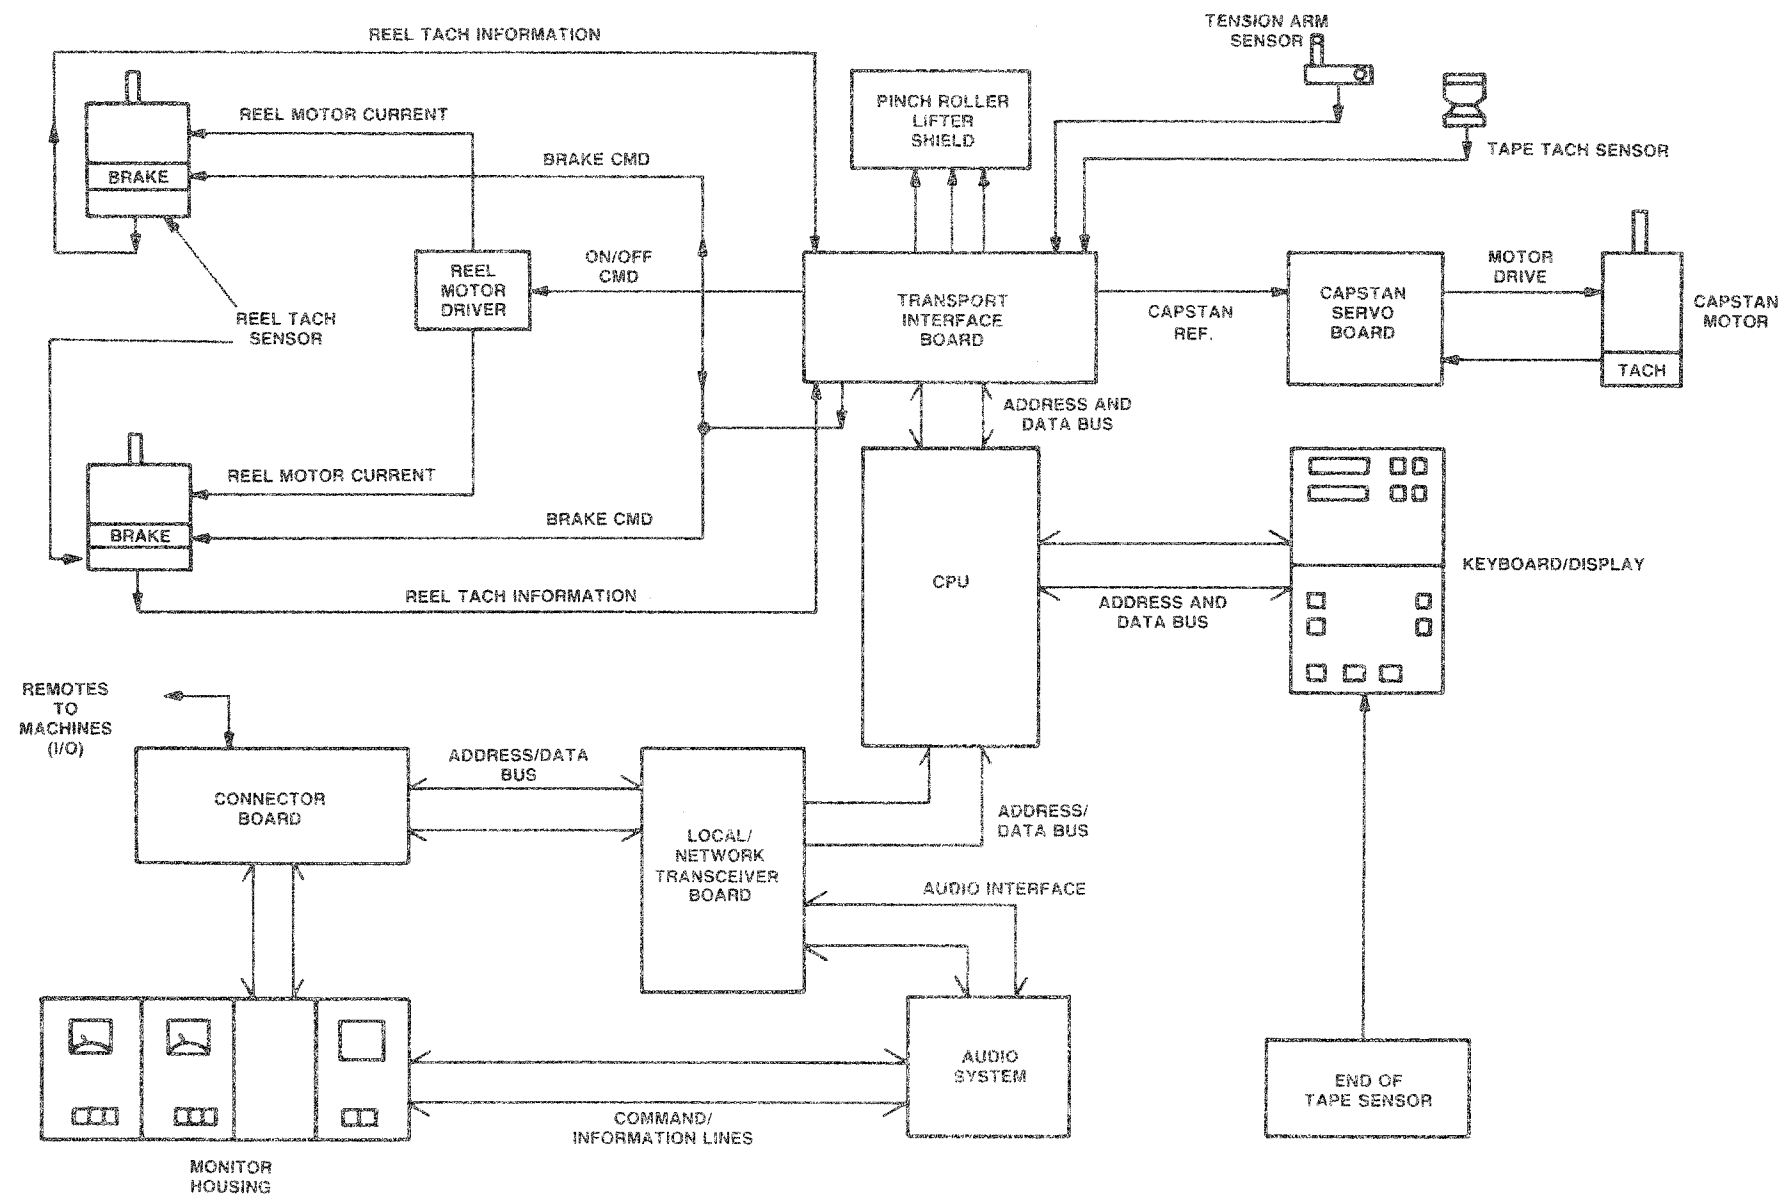 REEL TACH INFORMATION
TENSION ARM
SENSOR
REEL MOTOR CURRENT
PINCH ROLLER
LIFTER
SHIELD
BRAKE CMD
TAPE TACH SENSOR
BRAKE
ON/OFF
CMD
REEL
MOTOR
DRIVER
TRANSPORT
INTERFACE
BOARD
CAPSTAN
REF.
CAPSTAN
SERVO
BOARD
MOTOR
DRIVE
CAPSTAN
MOTOR
TACH
REEL TACH
SENSOR
ADDRESS AND
DATA BUS
REEL MOTOR CURRENT
BRAKE CMD
BRAKE
REEL TACH INFORMATION
CPU
KEYBOARD/DISPLAY
ADDRESS AND
DATA BUS
REMOTES
TO
MACHINES
(I/O)
CONNECTOR
BOARD
ADDRESS/DATA
BUS
LOCAL/
NETWORK
TRANSCEIVER
BOARD
ADDRESS/
DATA BUS
AUDIO INTERFACE
AUDIO
SYSTEM
END OF
TAPE SENSOR
COMMAND/
INFORMATION LINES
MONITOR
HOUSING